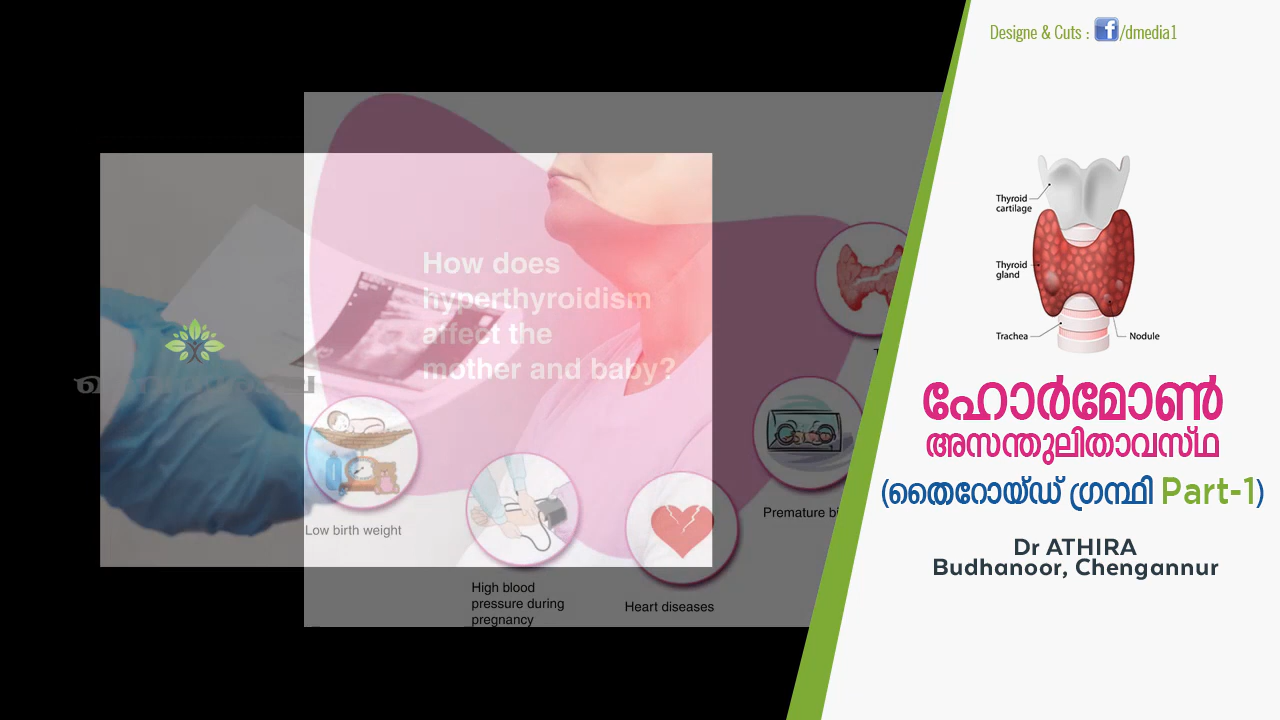 Designe & Cuts : f/dmedia1
How does
hyperthyroidism
affect the
mother and baby?
Low birth weight
High blood
pressure during
pregnancy
Heart diseases
Premature
Thyroid
cartilage
Thyroid
gland
Trachea
Nodule
ഹോർമോൺ
അസന്തുലിതാവസ്ഥ
(തൈറോയ്ഡ് ഗ്രന്ഥി Part-1)
Dr ATHIRA
Budhanoor, Chengannur